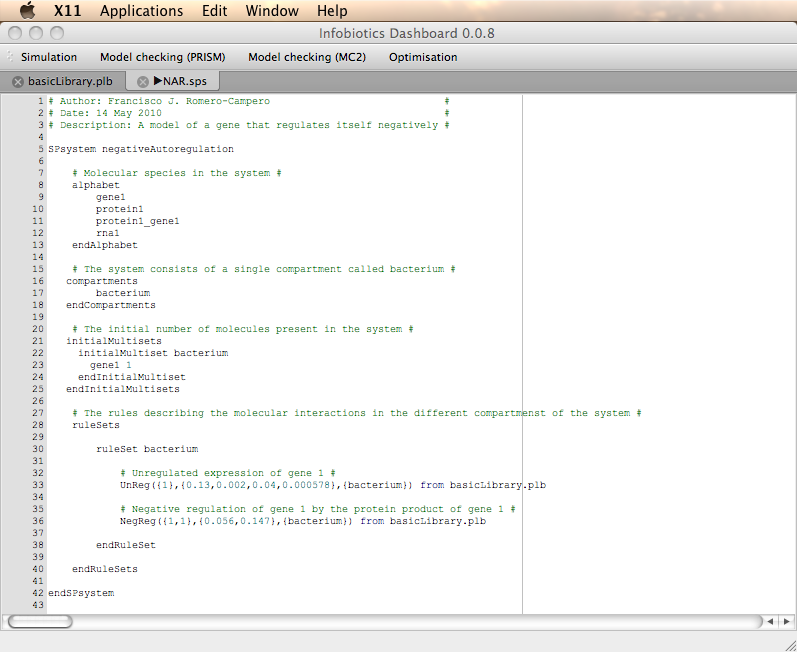 X11 Applications Edit Window Help
Infobiotics Dashboard 0.0.8
Simulation Model checking (PRISM) Model checking (MC2) Optimisation
basicLibrary.plb ▶NAR.sps
1 # Author: Francisco J. Romero-Campero #
2 # Date: 14 May 2010 #
3 # Description: A model of a gene that regulates itself negatively #
4
5 SPsystem negativeAutoregulation
6
7 # Molecular species in the system #
8 alphabet
9 gene1
10 protein1
11 protein1_gene1
12 rna1
13 endAlphabet
14
15 # The system consists of a single compartment called bacterium #
16 compartments
17 bacterium
18 endCompartments
19
20 # The initial number of molecules present in the system #
21 initialMultisets
22 initialMultiset bacterium
23 gene1 1
24 endInitialMultiset
25 endInitialMultisets
26
27 # The rules describing the molecular interactions in the different compartmenst of the system #
28 ruleSets
29
30 ruleSet bacterium
31
32 # Unregulated expression of gene 1 #
33 UnReg({1},{0.13,0.002,0.04,0.000578},{bacterium}) from basicLibrary.plb
34
35 # Negative regulation of gene 1 by the protein product of gene 1 #
36 NegReg({1,1},{0.056,0.147},{bacterium}) from basicLibrary.plb
37
38 endRuleSet
39
40 endRuleSets
41
42 endSPsystem
43